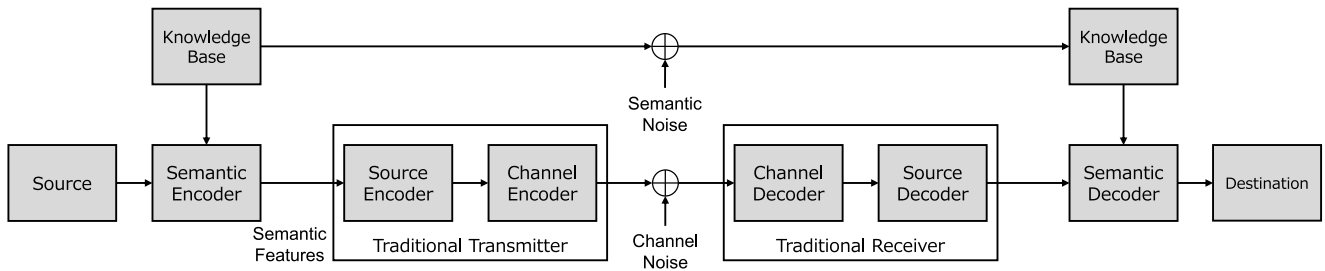 Knowledge
Base
Knowledge
Base
Semantic
Noise
Source
Semantic
Encoder
Source
Encoder
Channel
Encoder
Channel
Decoder
Source
Decoder
Semantic
Decoder
Destination
Semantic
Features
Traditional Transmitter
Channel
Noise
Traditional Receiver